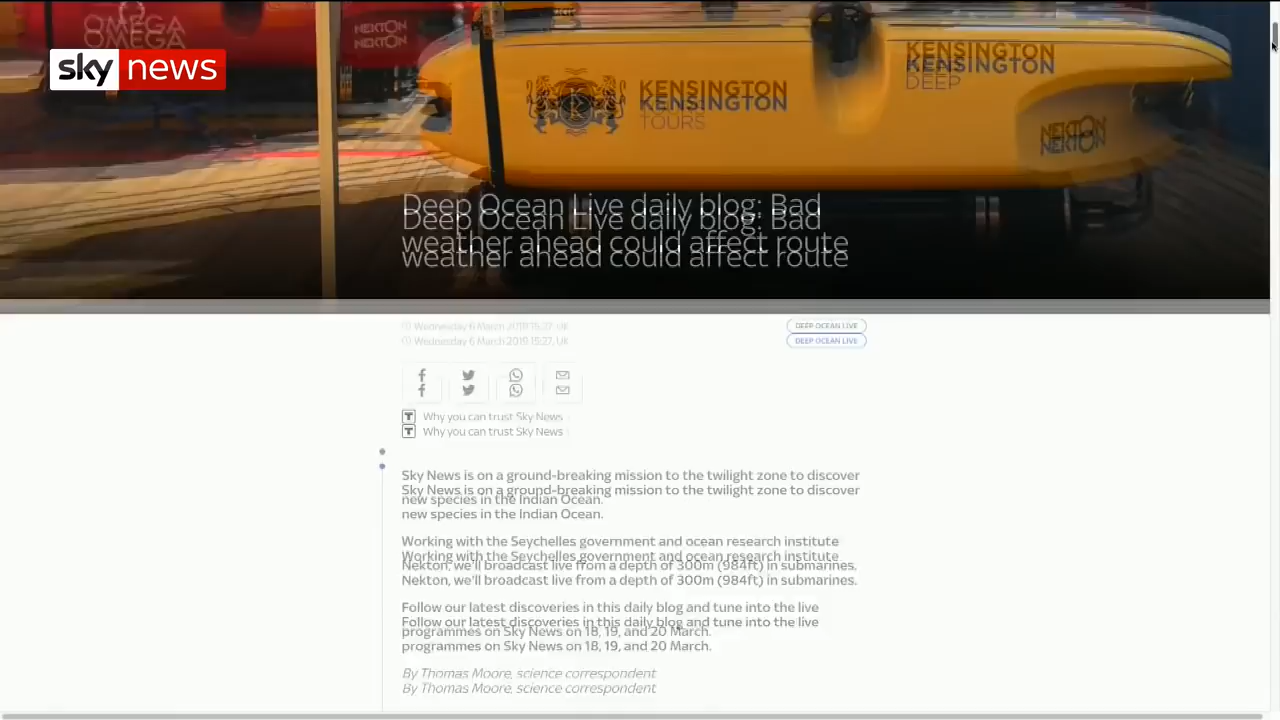 OMEGA
NEKTON
sky news
KENSINGTON
TOURS
KENSINGTON
DEEP
NEKTON
Deep Ocean Live daily blog: Bad
weather ahead could affect route
Wednesday 6 March 2019 15:27, UK
DEEP OCEAN LIVE
Why you can trust Sky News
Sky News is on a ground-breaking mission to the twilight zone to discover
new species in the Indian Ocean.
Working with the Seychelles government and ocean research institute
Nekton, we'll broadcast live from a depth of 300m (984ft) in submarines.
Follow our latest discoveries in this daily blog and tune into the live
programmes on Sky News on 18, 19, and 20 March.
By Thomas Moore, science correspondent